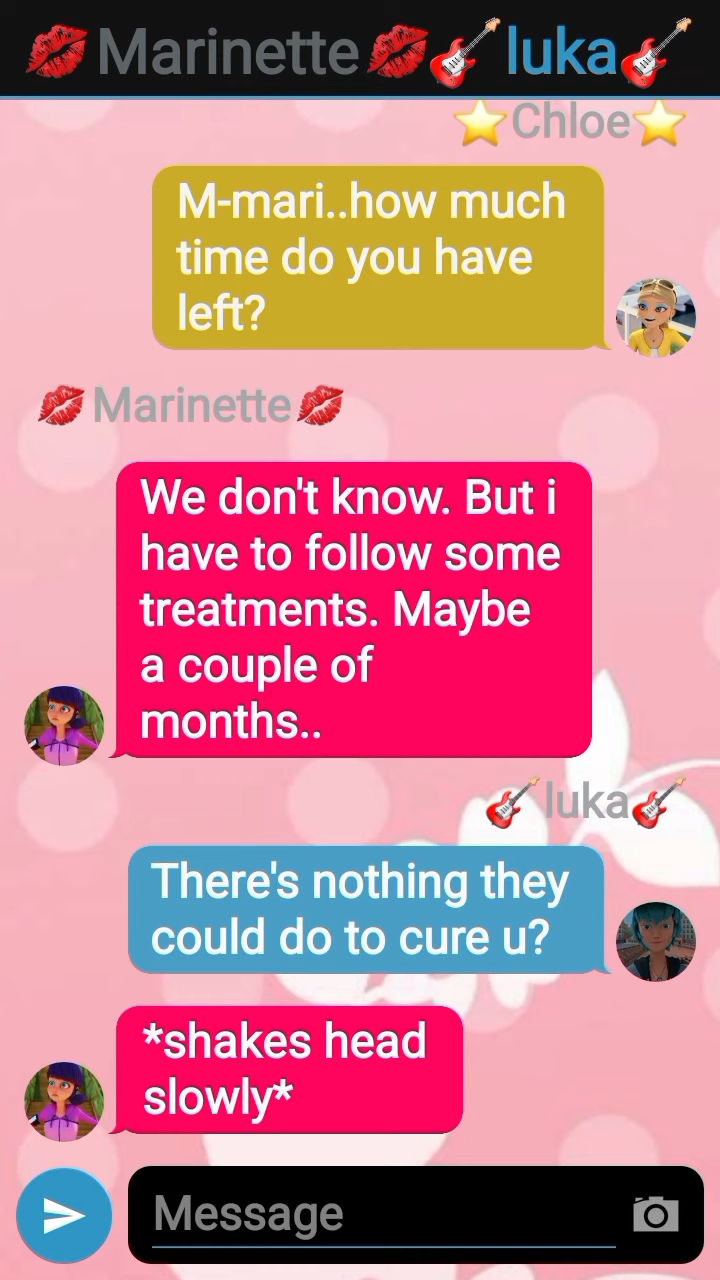 💋Marinette💋🎸luka🎸
⭐Chloe⭐
M-mari..how much
time do you have
left?
💋Marinette💋
We don't know. But i
have to follow some
treatments. Maybe
a couple of
months..
🎸luka🎸
There's nothing they
could do to cure u?
*shakes head
slowly*
Message